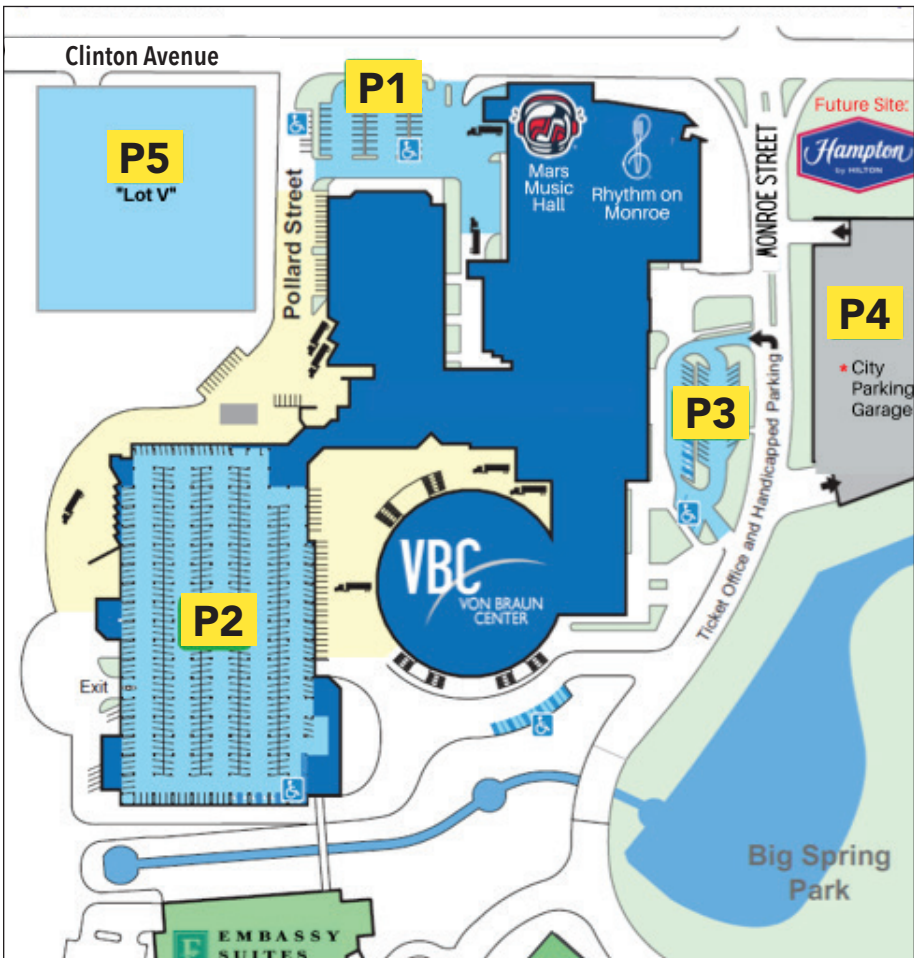 Clinton Avenue
P1
P5
"Lot V"
Pollard Street
Mars
Music
Hall
Rhythm on
Monroe
MONROE STREET
Future Site:
Hampton
by HILTON
P4
* City
Parking
Garage
P3
Ticket Office and Handicapped Parking
VBC
VON BRAUN
CENTER
P2
Exit
Big Spring
Park
E
EMBASSY
SUITES